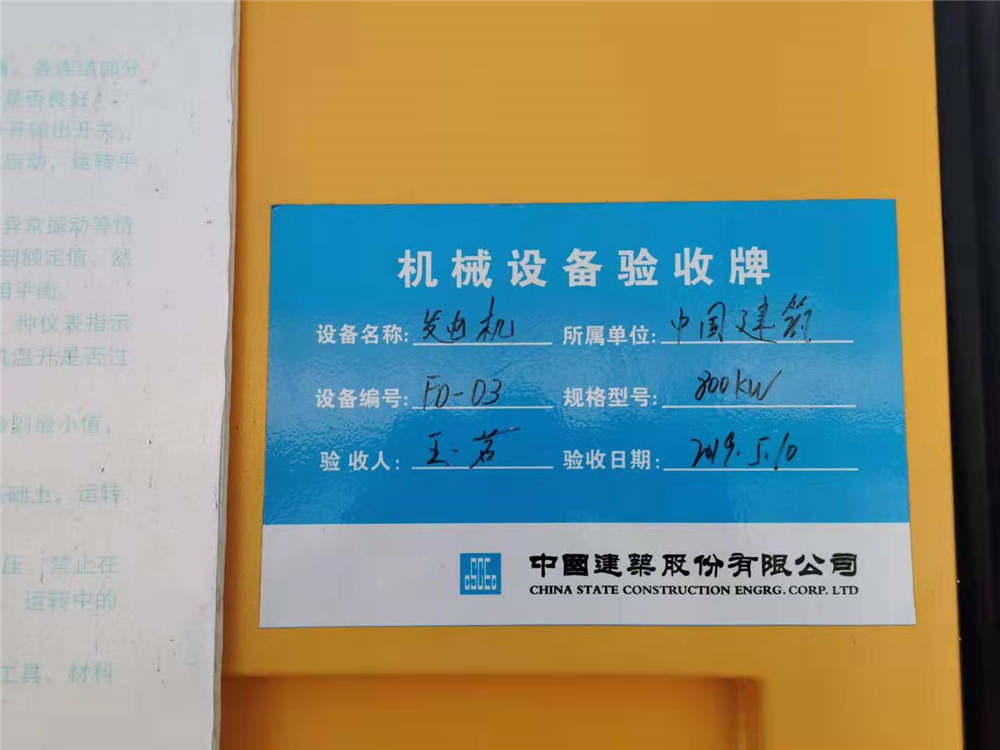 各连结部分
是否良好
开输出开关，
启动，运转平
异常振动等情
到额定值，然
相平衡。
种仪表指示
机温升是否过
到最小值，
础上，运转
压 禁止在
运转中的
工具、材料
机械设备验收牌
设备名称：发电机 所属单位：中国建筑
设备编号：FD-03 规格型号：800KW
验收人： 验收日期：2019.5.10
中國建築股份有限公司
CHINA STATE CONSTRUCTION ENGRG. CORP. LTD